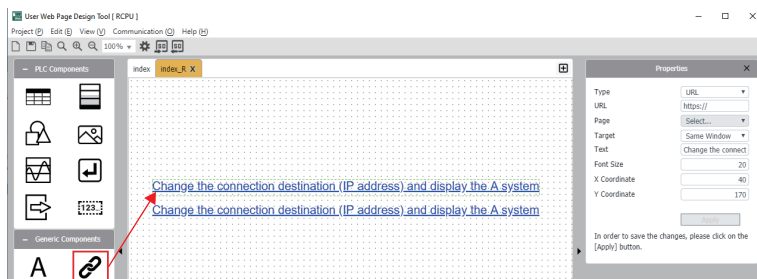 User Web Page Design Tool [ RCPU ]
Project (P) Edit (E) View (V) Communication (O) Help (H)
100%
SD SD
PLC Components
index index_R X
Properties X
Type URL
URL https://
Page Select...
Target Same Window
Text Change the connect
Font Size 20
X Coordinate 40
Y Coordinate 170
Apply
In order to save the changes, please click on the
[Apply] button.
Change the connection destination (IP address) and display the A system
Change the connection destination (IP address) and display the A system
123..
Generic Components
A